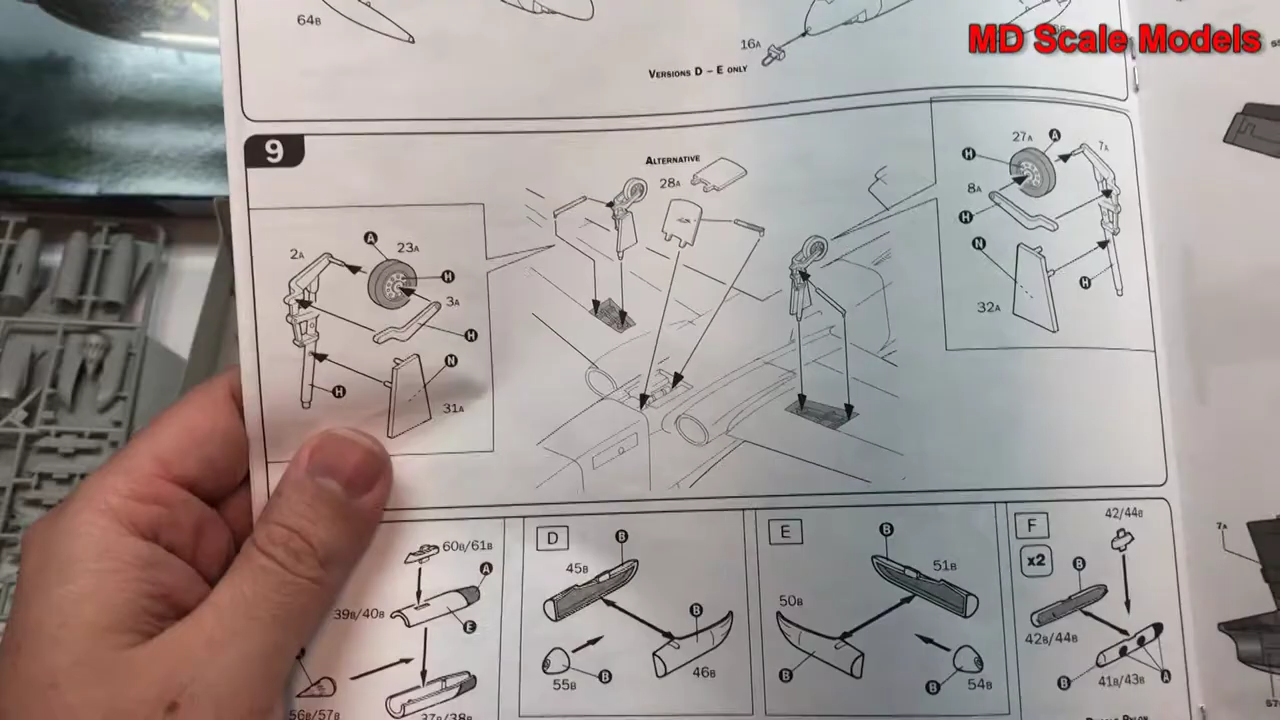 64B
16A
VERSIONS D – E ONLY
MD Scale Models
9
ALTERNATIVE
28A
27A
A
7A
H
8A
H
N
H
32A
2A
A
23A
H
3A
H
N
H
31A
60B/61B
A
39B/40B
E
56B/57B
37B/38B
D
B
45B
B
46B
55B
B
E
B
51B
50B
B
B
54B
F
x2
42/44B
B
42B/44B
B
41B/43B
A
7A